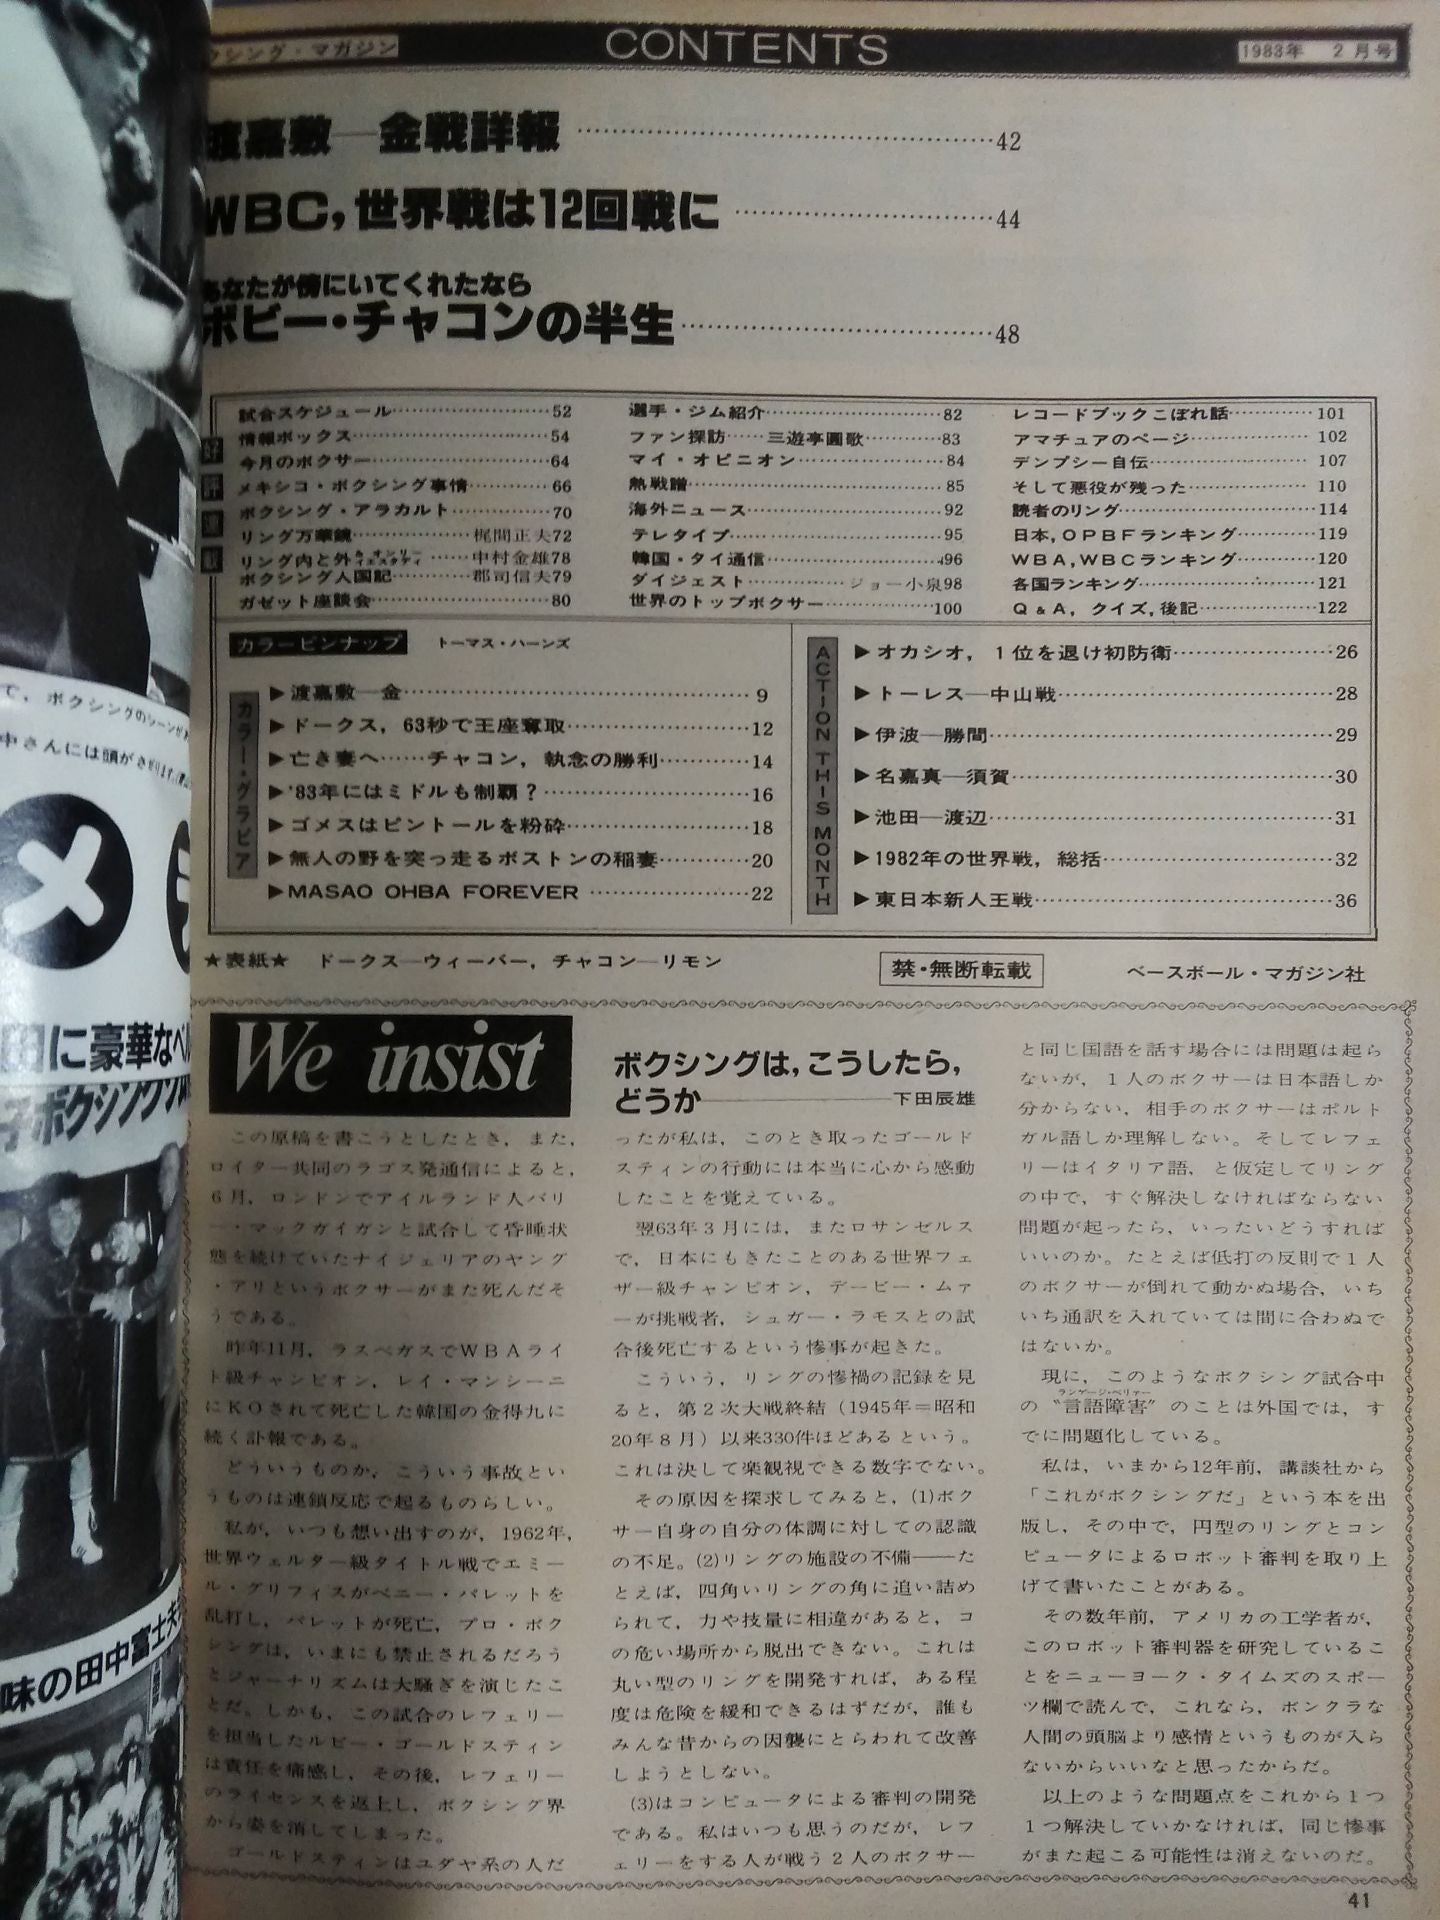 クシング・マガジン
CONTENTS
1983年 2月号
渡嘉敷―金戦詳報……42
WBC,世界戦は12回戦に……44
あなたが傍にいてくれたなら
ボビー・チャコンの半生……48
好評連載
試合スケジュール……52
情報ボックス……54
今月のボクサー……64
メキシコ・ボクシング事情……66
ボクシング・アラカルト……70
リング万華鏡……梶間正夫72
リング内と外……中村金雄78
ボクシング人国記……郡司信夫79
ガゼット座談会……80
選手・ジム紹介……82
ファン探訪……三遊亭圓歌……83
マイ・オピニオン……84
熱戦譜……85
海外ニュース……92
テレタイプ……95
韓国・タイ通信……96
ダイジェスト……ジョー小泉98
世界のトップボクサー……100
レコードブックこぼれ話……101
アマチュアのページ……102
デンプシー自伝……107
そして悪役が残った……110
読者のリング……114
日本,OPBFランキング……119
WBA,WBCランキング……120
各国ランキング……121
Q&A,クイズ,後記……122
カラーピンナップ トーマス・ハーンズ
カラー・グラビア
▶渡嘉敷―金……9
▶ドークス,63秒で王座奪取……12
▶亡き妻へ……チャコン,執念の勝利……14
▶'83年にはミドルも制覇?……16
▶ゴメスはピントールを粉砕……18
▶無人の野を突っ走るボストンの稲妻……20
▶MASAO OHBA FOREVER……22
ACTION THIS MONTH
▶オカシオ,1位を退け初防衛……26
▶トーレス―中山戦……28
▶伊波―勝間……29
▶名嘉真―須賀……30
▶池田―渡辺……31
▶1982年の世界戦,総括……32
▶東日本新人王戦……36
★表紙★ ドークス―ウィーバー,チャコン―リモン
禁・無断転載
ベースボール・マガジン社
We insist
ボクシングは,こうしたら,
どうか―――下田辰雄
この原稿を書こうとしたとき,また,
ロイター共同のラゴス発通信によると,
6月,ロンドンでアイルランド人バリ
ー・マックガイガンと試合して昏睡状
態を続けていたナイジェリアのヤング
・アリというボクサーがまた死んだそ
うである。
昨年11月,ラスベガスでWBAライ
ト級チャンピオン,レイ・マンシーニ
にKOされて死亡した韓国の金得九に
続く訃報である。
どういうものか,こういう事故とい
うものは連鎖反応で起るものらしい。
私が,いつも想い出すのが,1962年,
世界ウェルター級タイトル戦でエミー
ル・グリフィスがベニー・パレットを
乱打し,パレットが死亡,プロ・ボク
シングは,いまにも禁止されるだろう
とジャーナリズムは大騒ぎを演じたこ
とだ。しかも,この試合のレフェリー
を担当したルビー・ゴールドスティン
は責任を痛感し,その後,レフェリー
のライセンスを返上し,ボクシング界
から姿を消してしまった。
ゴールドスティンはユダヤ系の人だ
ったが私は,このとき取ったゴールド
スティンの行動には本当に心から感動
したことを覚えている。
翌63年3月には,またロサンゼルス
で,日本にもきたことのある世界フェ
ザー級チャンピオン,デービー・ムァ
ーが挑戦者,シュガー・ラモスとの試
合後死亡するという惨事が起きた。
こういう,リングの惨禍の記録を見
ると,第2次大戦終結(1945年=昭和
20年8月)以来330件ほどあるという。
これは決して楽観視できる数字でない。
その原因を探求してみると,(1)ボク
サー自身の自分の体調に対しての認識
の不足。(2)リングの施設の不備――た
とえば,四角いリングの角に追い詰め
られて,力や技量に相違があると,コ
の危い場所から脱出できない。これは
丸い型のリングを開発すれば,ある程
度は危険を緩和できるはずだが,誰も
みんな昔からの因襲にとらわれて改善
しようとしない。
(3)はコンピュータによる審判の開発
である。私はいつも思うのだが,レフ
ェリーをする人が戦う2人のボクサー
と同じ国語を話す場合には問題は起ら
ないが,1人のボクサーは日本語しか
分からない,相手のボクサーはポルト
ガル語しか理解しない。そしてレフェ
リーはイタリア語,と仮定してリング
の中で,すぐ解決しなければならない
問題が起ったら,いったいどうすれば
いいのか。たとえば低打の反則で1人
のボクサーが倒れて動かぬ場合,いち
いち通訳を入れていては間に合わぬで
はないか。
現に,このようなボクシング試合中
ランゲージ・ベリァー
の“言語障害”のことは外国では,す
でに問題化している。
私は,いまから12年前,講談社から
「これがボクシングだ」という本を出
版し,その中で,円型のリングとコン
ピュータによるロボット審判を取り上
げて書いたことがある。
その数年前,アメリカの工学者が,
このロボット審判器を研究しているこ
とをニューヨーク・タイムズのスポー
ツ欄で読んで,これなら,ボンクラな
人間の頭脳より感情というものが入ら
ないからいいなと思ったからだ。
以上のような問題点をこれから1つ
1つ解決していかなければ,同じ惨事
がまた起こる可能性は消えないのだ。
41
て,ボクシングのシーンが
中さんには頭がさがります
に豪華なベル
味の田中富士夫